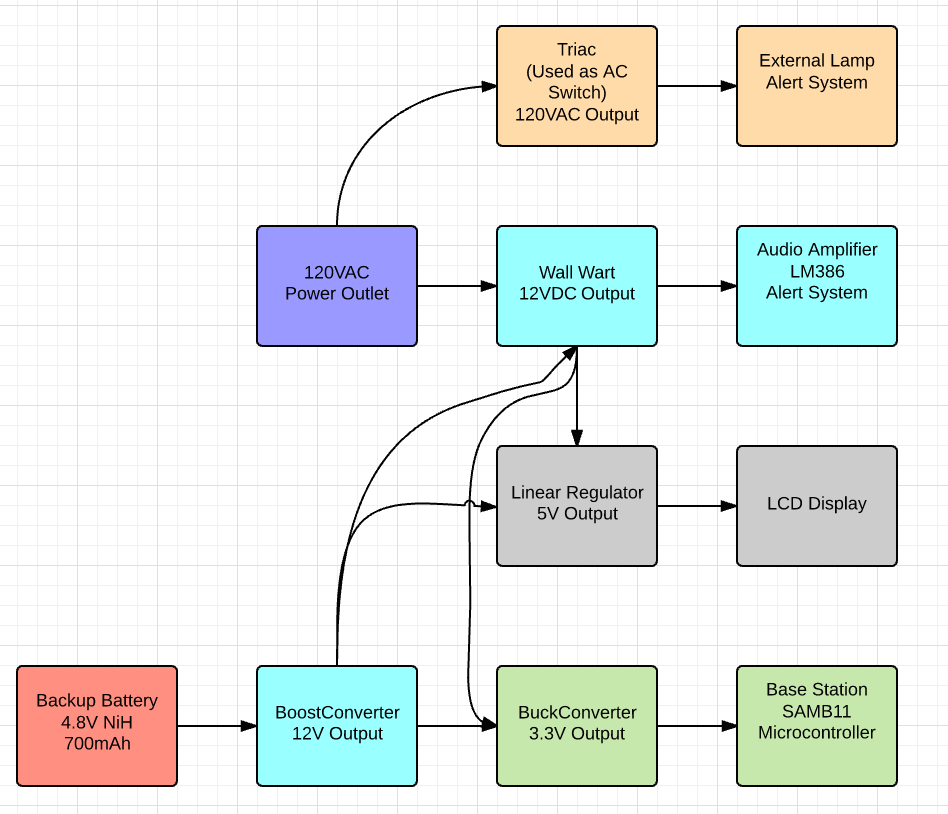 Triac
(Used as AC
Switch)
120VAC Output
External Lamp
Alert System
120VAC
Power Outlet
Wall Wart
12VDC Output
Audio Amplifier
LM386
Alert System
Linear Regulator
5V Output
LCD Display
Backup Battery
4.8V NiH
700mAh
BoostConverter
12V Output
BuckConverter
3.3V Output
Base Station
SAMB11
Microcontroller